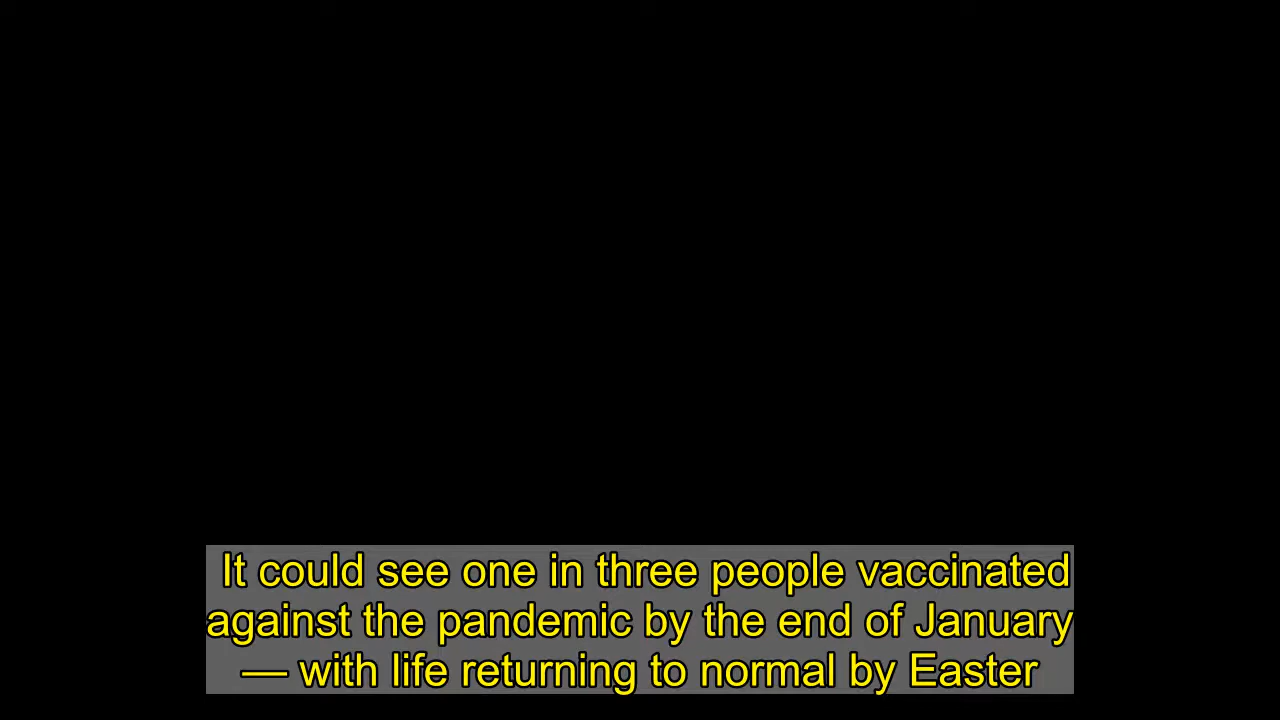 It could see one in three people vaccinated
against the pandemic by the end of January
— with life returning to normal by Easter